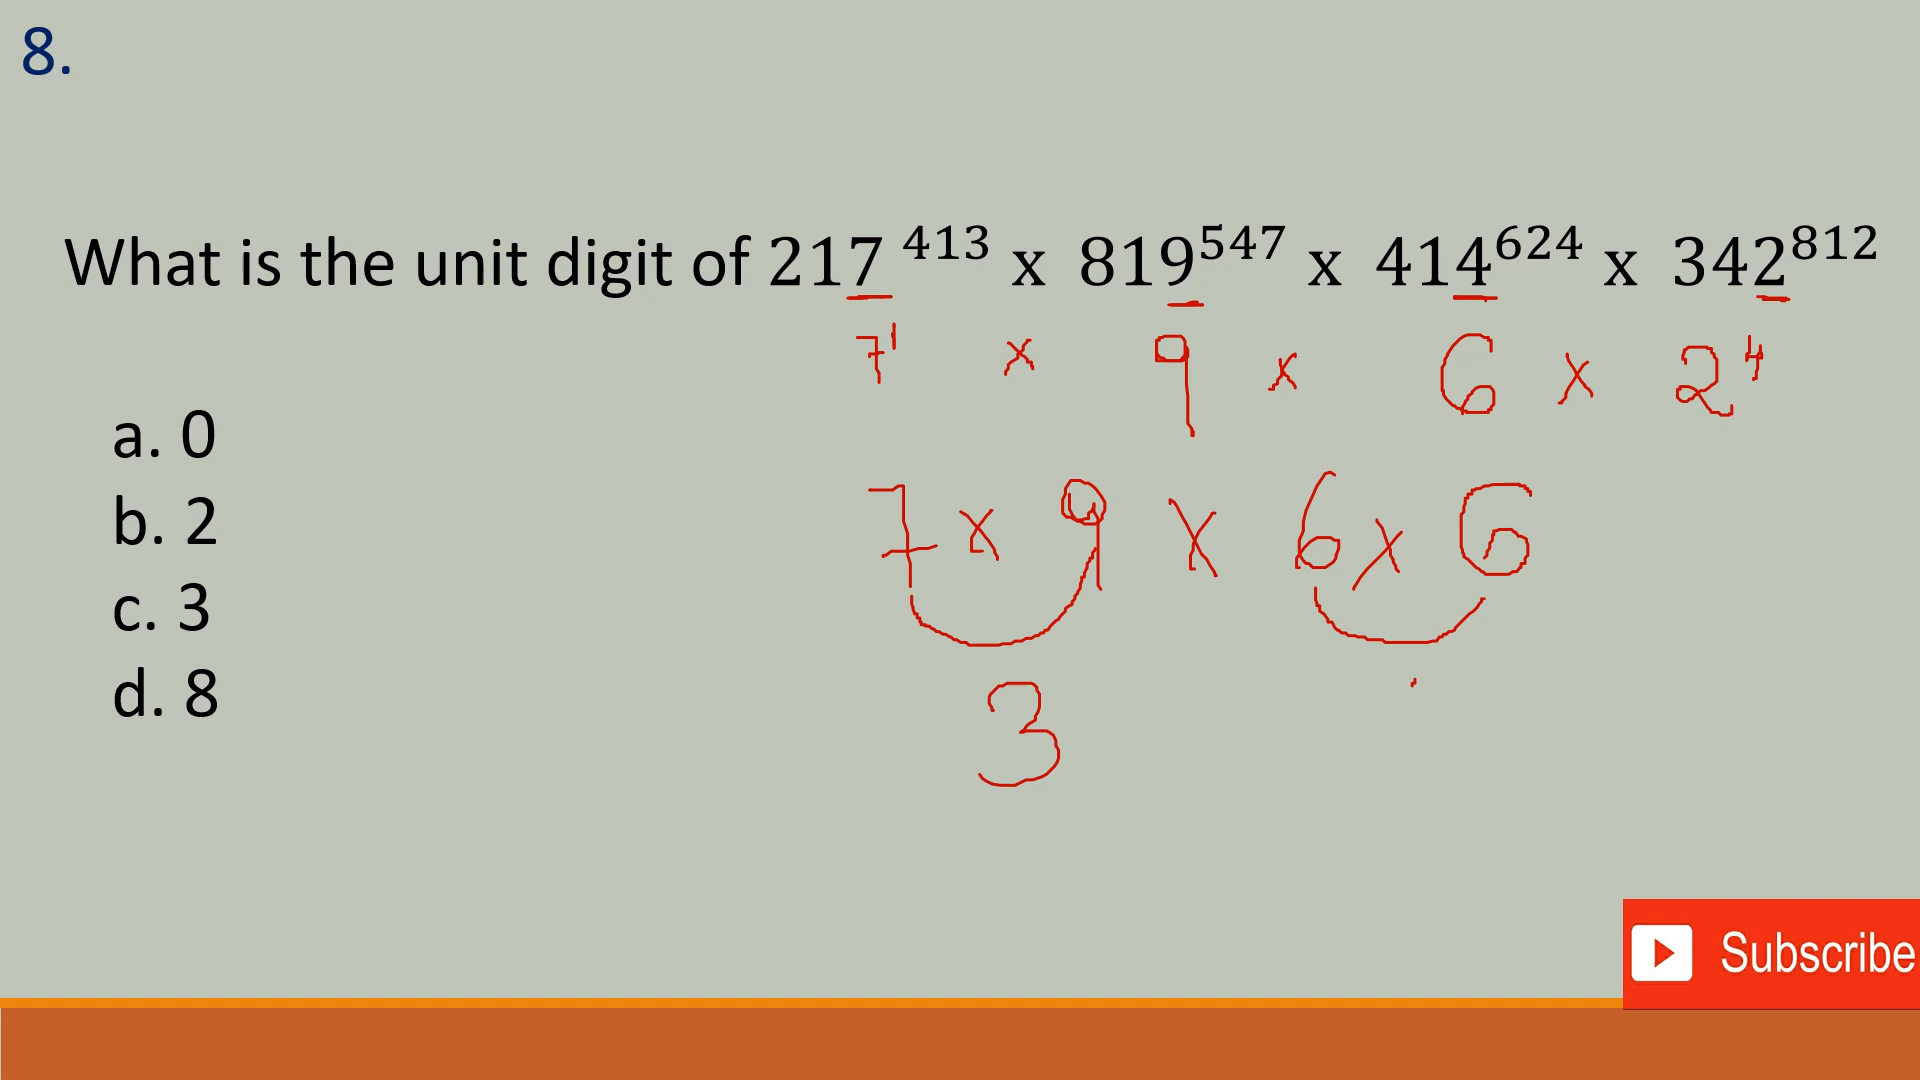 8.
What is the unit digit of 217⁴¹³ x 819⁵⁴⁷ x 414⁶²⁴ x 342⁸¹²
7¹ x 9 x 6 x 2⁴
a. 0
b. 2
7 x 9 x 6 x 6
c. 3
d. 8
3
Subscribe